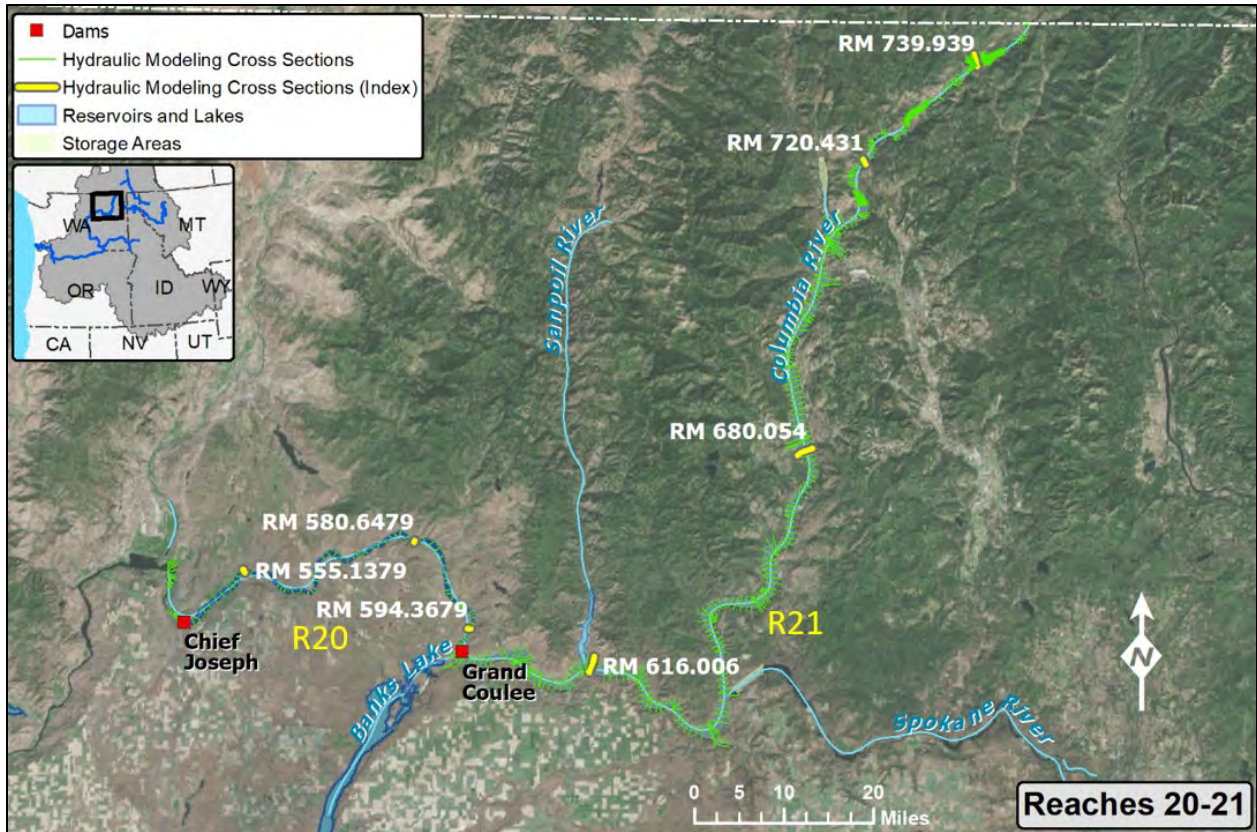 Dams
Hydraulic Modeling Cross Sections
Hydraulic Modeling Cross Sections (Index)
Reservoirs and Lakes
Storage Areas
WA
MT
OR
ID
WY
CA
NV
UT
RM 739.939
RM 720.431
Sanpoil River
Columbia River
RM 680.054
RM 580.6479
RM 555.1379
RM 594.3679
R20
R21
Chief
Joseph
Banks Lake
Grand
Coulee
RM 616.006
Spokane River
N
0 5 10 20
Miles
Reaches 20-21